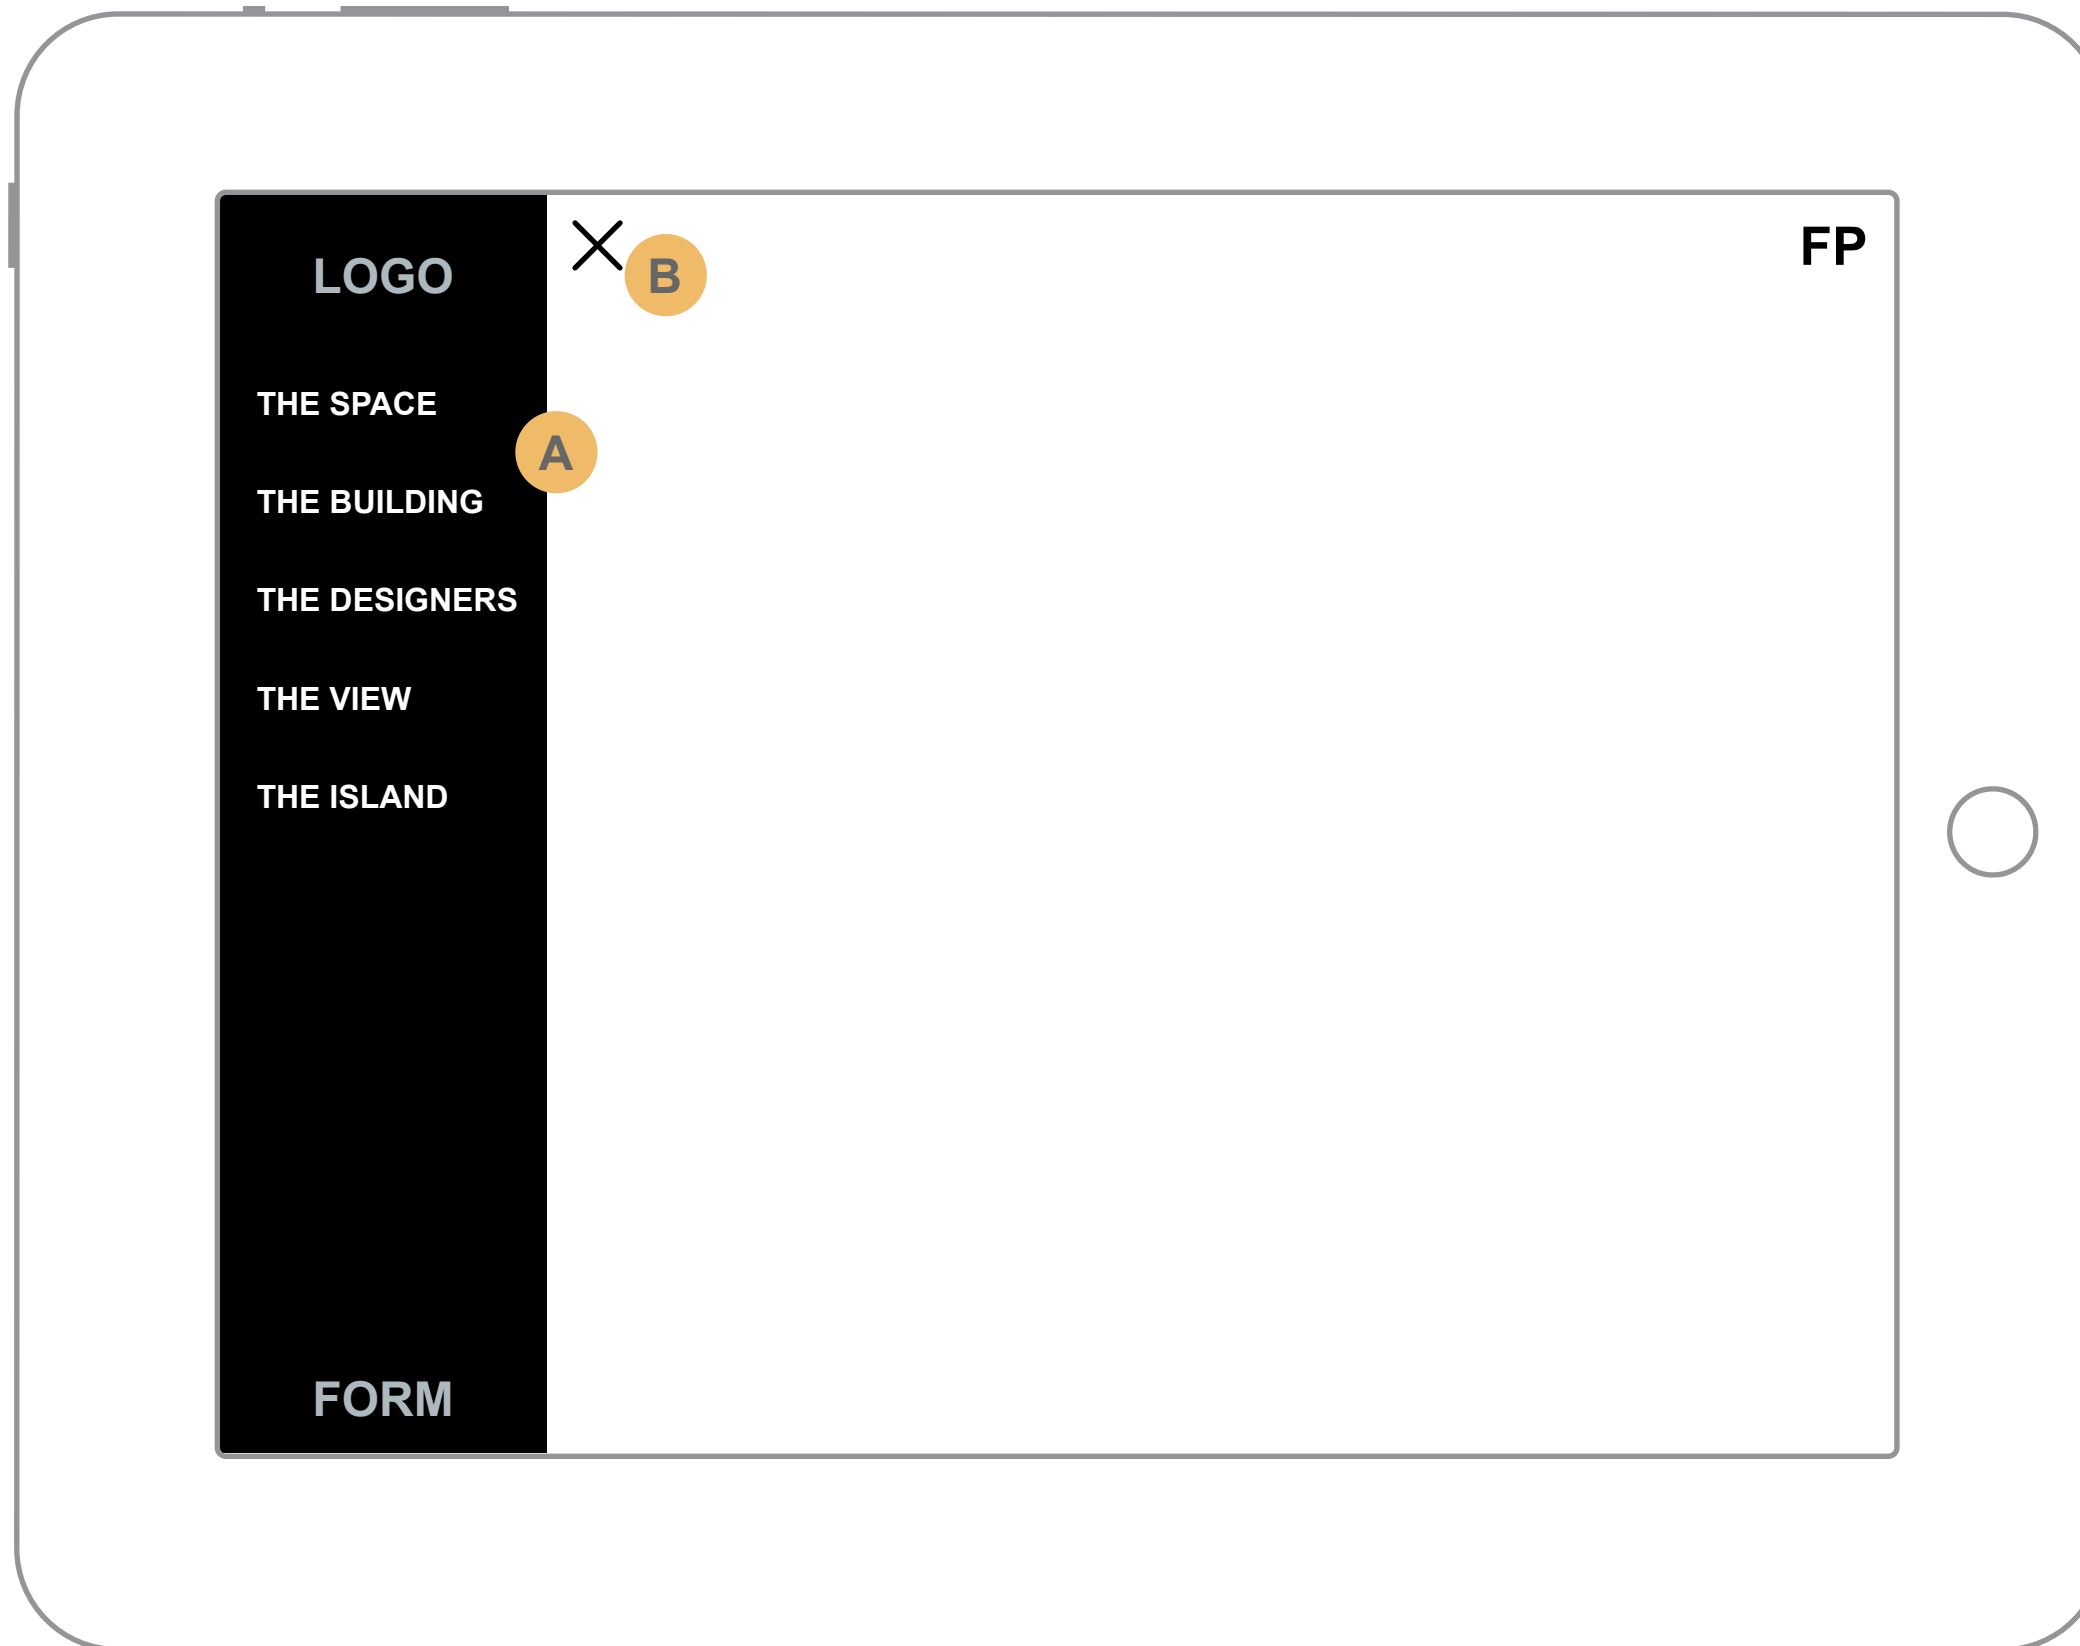 LOGO
B
FP
THE SPACE
A
THE BUILDING
THE DESIGNERS
THE VIEW
THE ISLAND
FORM